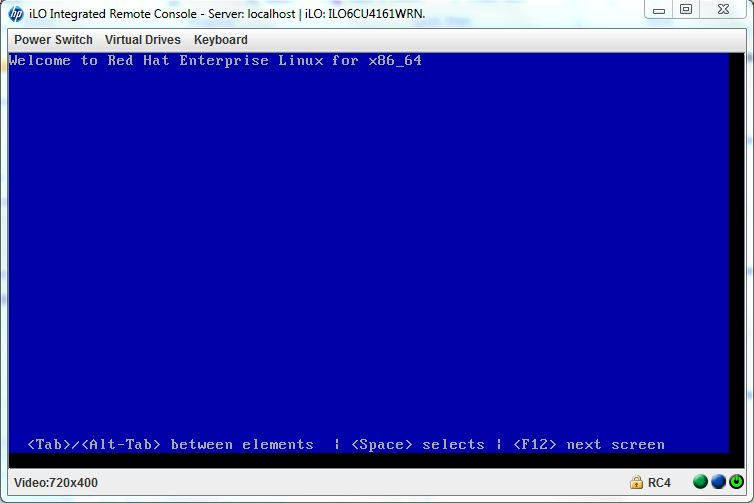 hp iLO Integrated Remote Console - Server: localhost | iLO: ILO6CU4161WRN.
Power Switch Virtual Drives Keyboard
Welcome to Red Hat Enterprise Linux for x86_64
<Tab>/<Alt-Tab> between elements | <Space> selects | <F12> next screen
Video:720x400 RC4